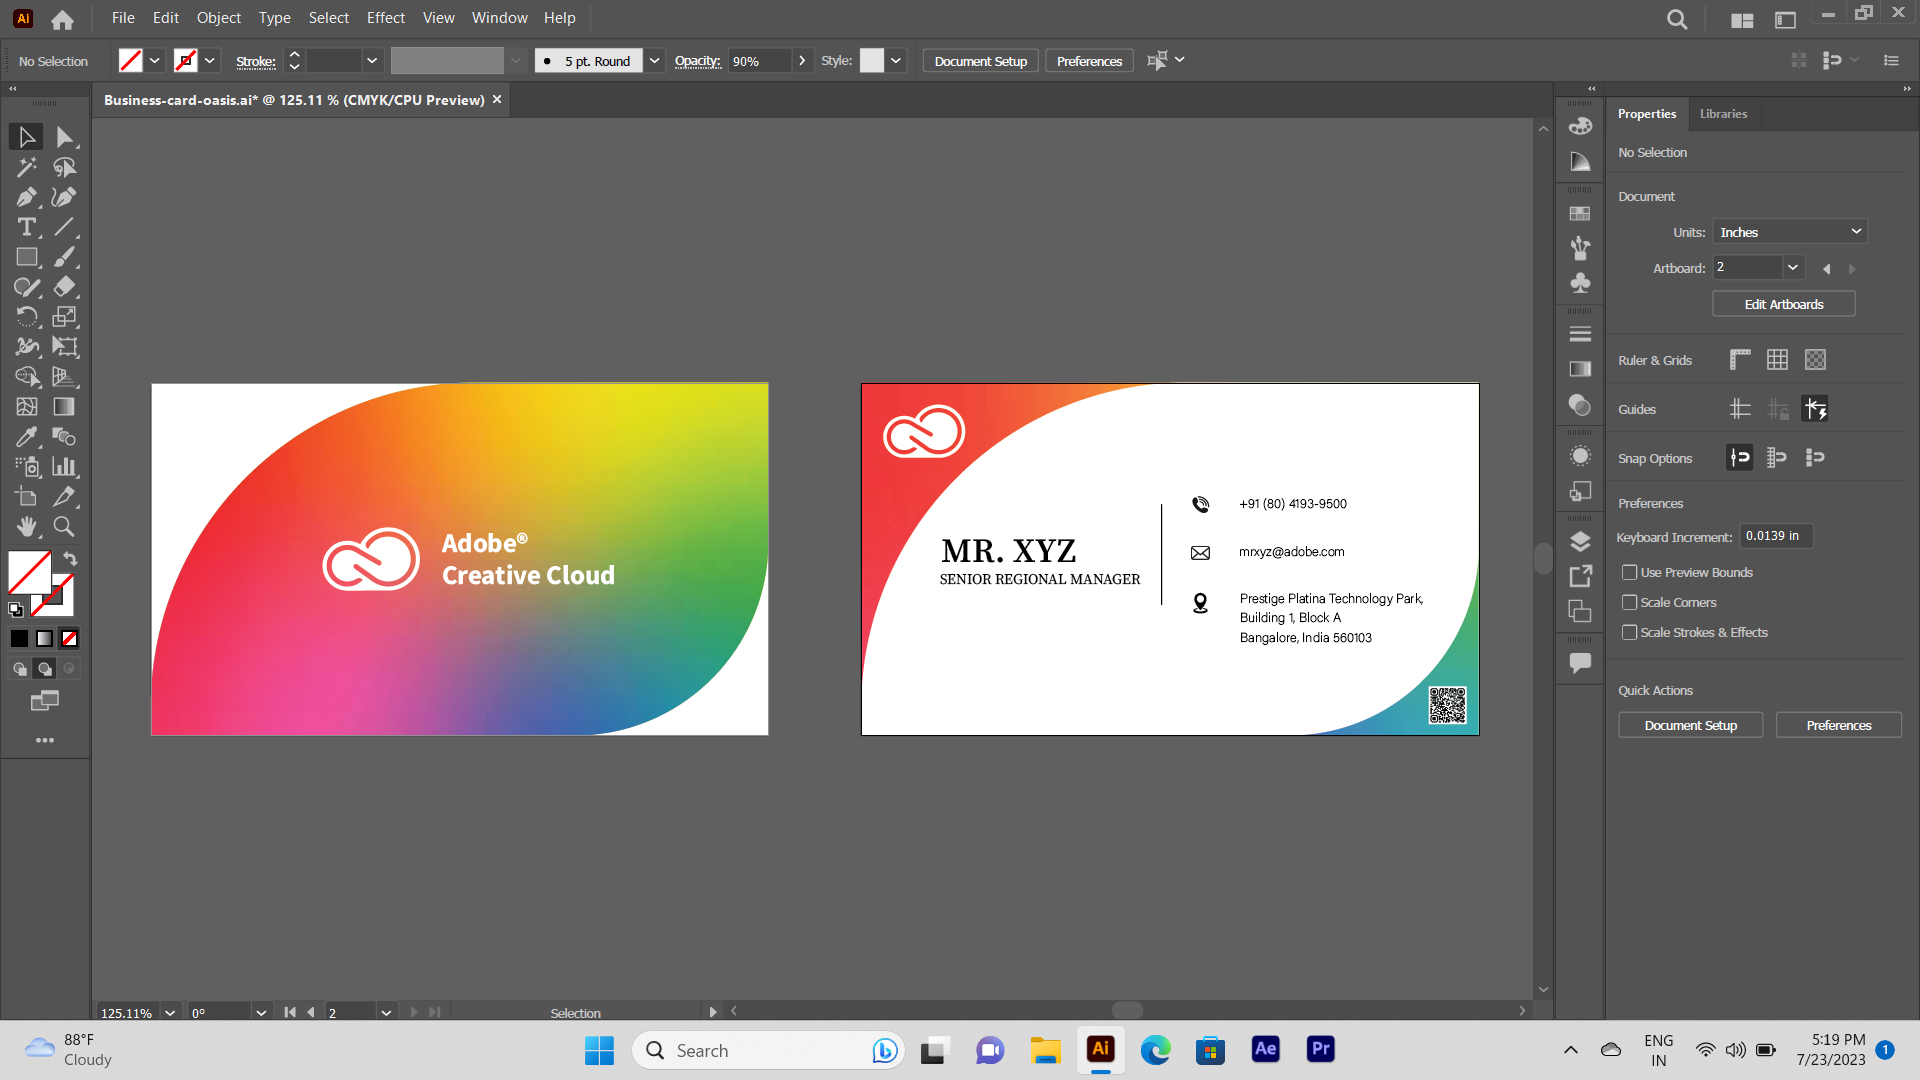 Ai
File Edit Object Type Select Effect View Window Help
No Selection
Stroke:
5 pt. Round
Opacity: 90%
Style:
Document Setup
Preferences
Business-card-oasis.ai* @ 125.11 % (CMYK/CPU Preview)
Adobe®
Creative Cloud
MR. XYZ
SENIOR REGIONAL MANAGER
+91 (80) 4193-9500
mrxyz@adobe.com
Prestige Platina Technology Park,
Building 1, Block A
Bangalore, India 560103
Properties Libraries
No Selection
Document
Units: Inches
Artboard: 2
Edit Artboards
Ruler & Grids
Guides
Snap Options
Preferences
Keyboard Increment: 0.0139 in
Use Preview Bounds
Scale Corners
Scale Strokes & Effects
Quick Actions
Document Setup Preferences
125.11% 0° 2 Selection
88°F
Cloudy
Search
Ai
Ae
Pr
ENG
IN
5:19 PM
7/23/2023
1